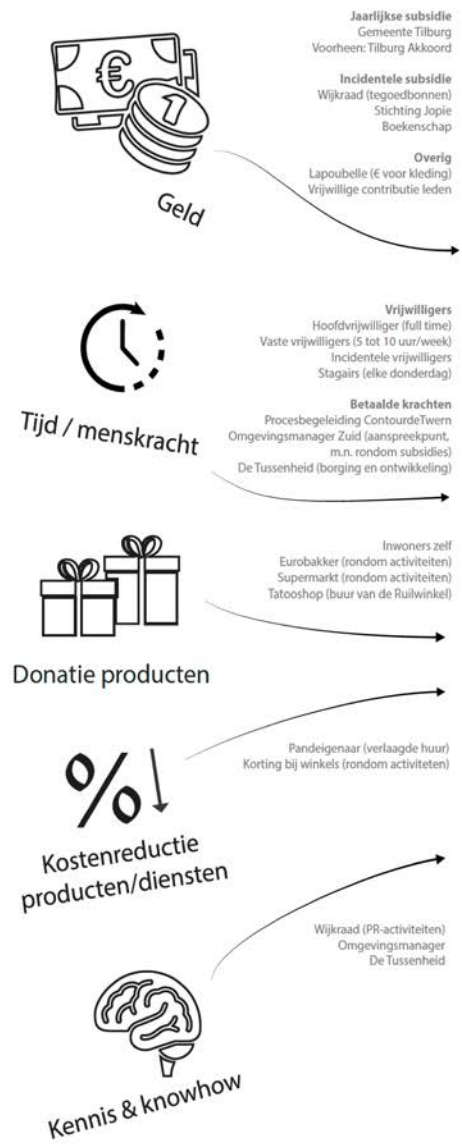 Jaarlijkse subsidie
Gemeente Tilburg
Voorheen: Tilburg Akkoord
Incidentele subsidie
Wijkraad (tegoedbonnen)
Stichting Jopie
Boekenschap
Overig
Lapoubelle (€ voor kleding)
Vrijwillige contributie leden
€
1
Geld
Vrijwilligers
Hoofdvrijwilliger (full time)
Vaste vrijwilligers (5 tot 10 uur/week)
Incidentele vrijwilligers
Stagairs (elke donderdag)
Betaalde krachten
Procesbegeleiding ContourdeTwern
Omgevingsmanager Zuid (aanspreekpunt,
m.n. rondom subsidies)
De Tussenheid (borging en ontwikkeling)
Tijd / menskracht
Inwoners zelf
Eurobakker (rondom activiteiten)
Supermarkt (rondom activiteiten)
Tatooshop (buur van de Ruilwinkel)
Donatie producten
Pandeigenaar (verlaagde huur)
Korting bij winkels (rondom activiteten)
%
Kostenreductie
producten/diensten
Wijkraad (PR-activiteiten)
Omgevingsmanager
De Tussenheid
Kennis & knowhow